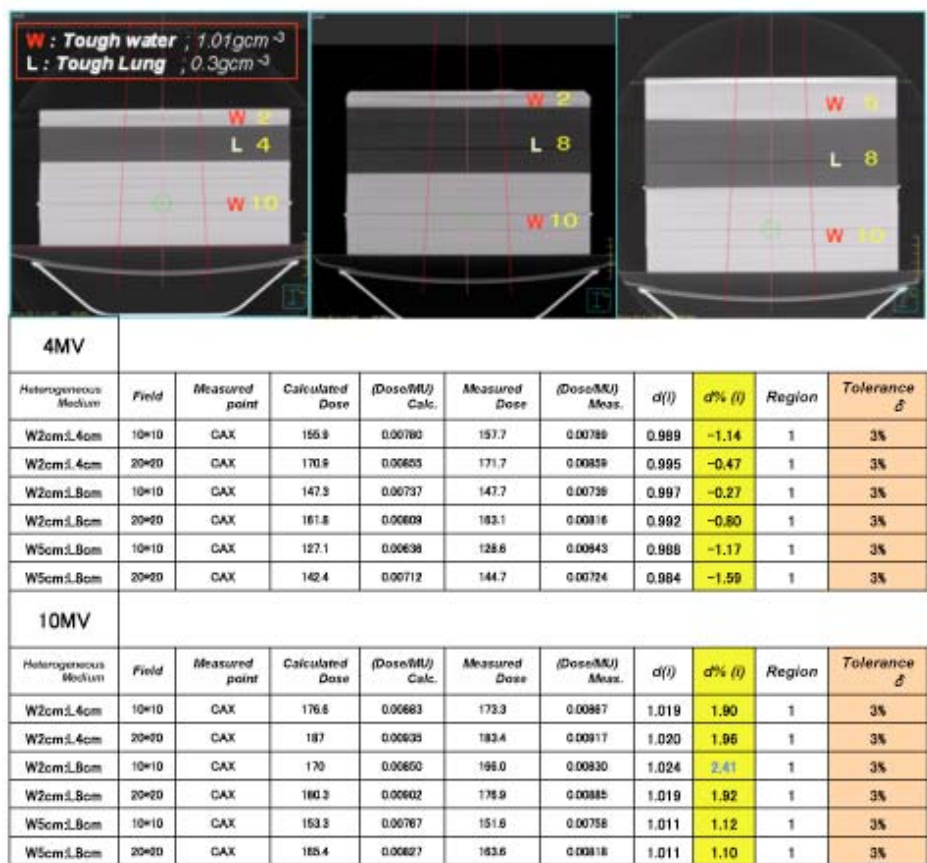 W : Tough water ; 1.01gcm-3
L : Tough Lung ; 0.3gcm-3
W 2
L 4
W 10
W 2
L 8
W 10
W 5
L 8
W 10
4MV
Heterogeneous Medium Field Measured point Calculated Dose (Dose/MU) Calc. Measured Dose (Dose/MU) Meas. d(i) d% (i) Region Tolerance δ
W2cm:L4cm 10*10 CAX 155.9 0.00780 157.7 0.00789 0.989 -1.14 1 3%
W2cm:L4cm 20*20 CAX 170.9 0.00855 171.7 0.00859 0.995 -0.47 1 3%
W2cm:L8cm 10*10 CAX 147.3 0.00737 147.7 0.00739 0.997 -0.27 1 3%
W2cm:L8cm 20*20 CAX 161.8 0.00809 163.1 0.00816 0.992 -0.80 1 3%
W5cm:L8cm 10*10 CAX 127.1 0.00636 128.6 0.00643 0.988 -1.17 1 3%
W5cm:L8cm 20*20 CAX 142.4 0.00712 144.7 0.00724 0.984 -1.59 1 3%
10MV
Heterogeneous Medium Field Measured point Calculated Dose (Dose/MU) Calc. Measured Dose (Dose/MU) Meas. d(i) d% (i) Region Tolerance δ
W2cm:L4cm 10*10 CAX 176.6 0.00883 173.3 0.00867 1.019 1.90 1 3%
W2cm:L4cm 20*20 CAX 187 0.00935 183.4 0.00917 1.020 1.96 1 3%
W2cm:L8cm 10*10 CAX 170 0.00850 166.0 0.00830 1.024 2.41 1 3%
W2cm:L8cm 20*20 CAX 180.3 0.00902 176.9 0.00885 1.019 1.92 1 3%
W5cm:L8cm 10*10 CAX 153.3 0.00767 151.6 0.00758 1.011 1.12 1 3%
W5cm:L8cm 20*20 CAX 165.4 0.00827 163.6 0.00818 1.011 1.10 1 3%